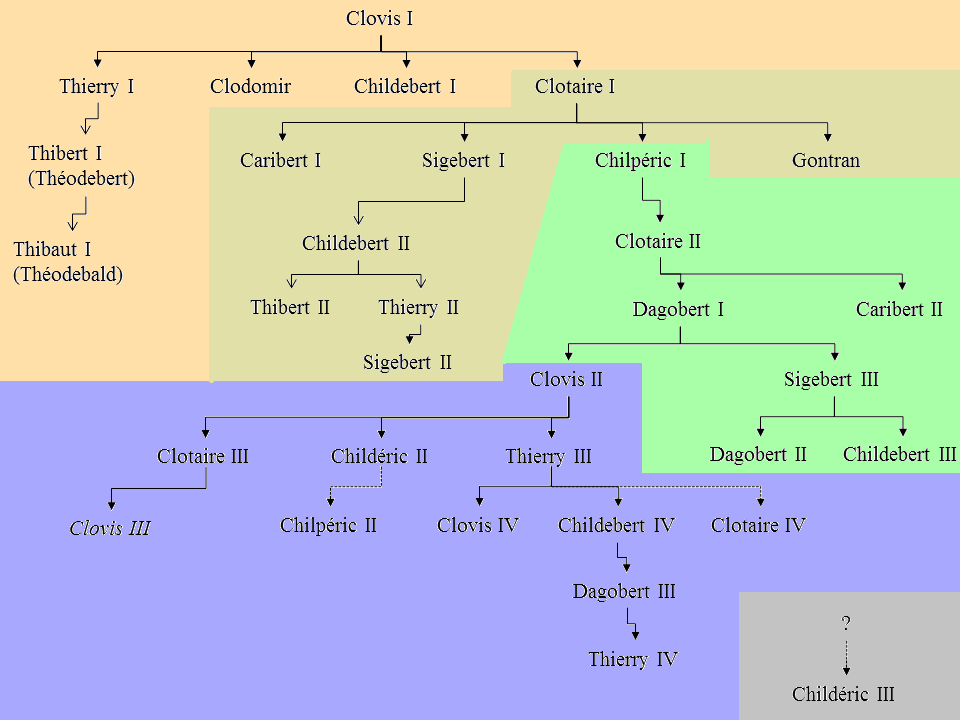 Clovis I
Thierry I
Clodomir
Childebert I
Clotaire I
Thibert I
(Théodebert)
Caribert I
Sigebert I
Chilpéric I
Gontran
Thibaut I
(Théodebald)
Childebert II
Clotaire II
Thibert II
Thierry II
Dagobert I
Caribert II
Sigebert II
Clovis II
Sigebert III
Clotaire III
Childéric II
Thierry III
Dagobert II
Childebert III
Clovis III
Chilpéric II
Clovis IV
Childebert IV
Clotaire IV
Dagobert III
?
Thierry IV
Childéric III